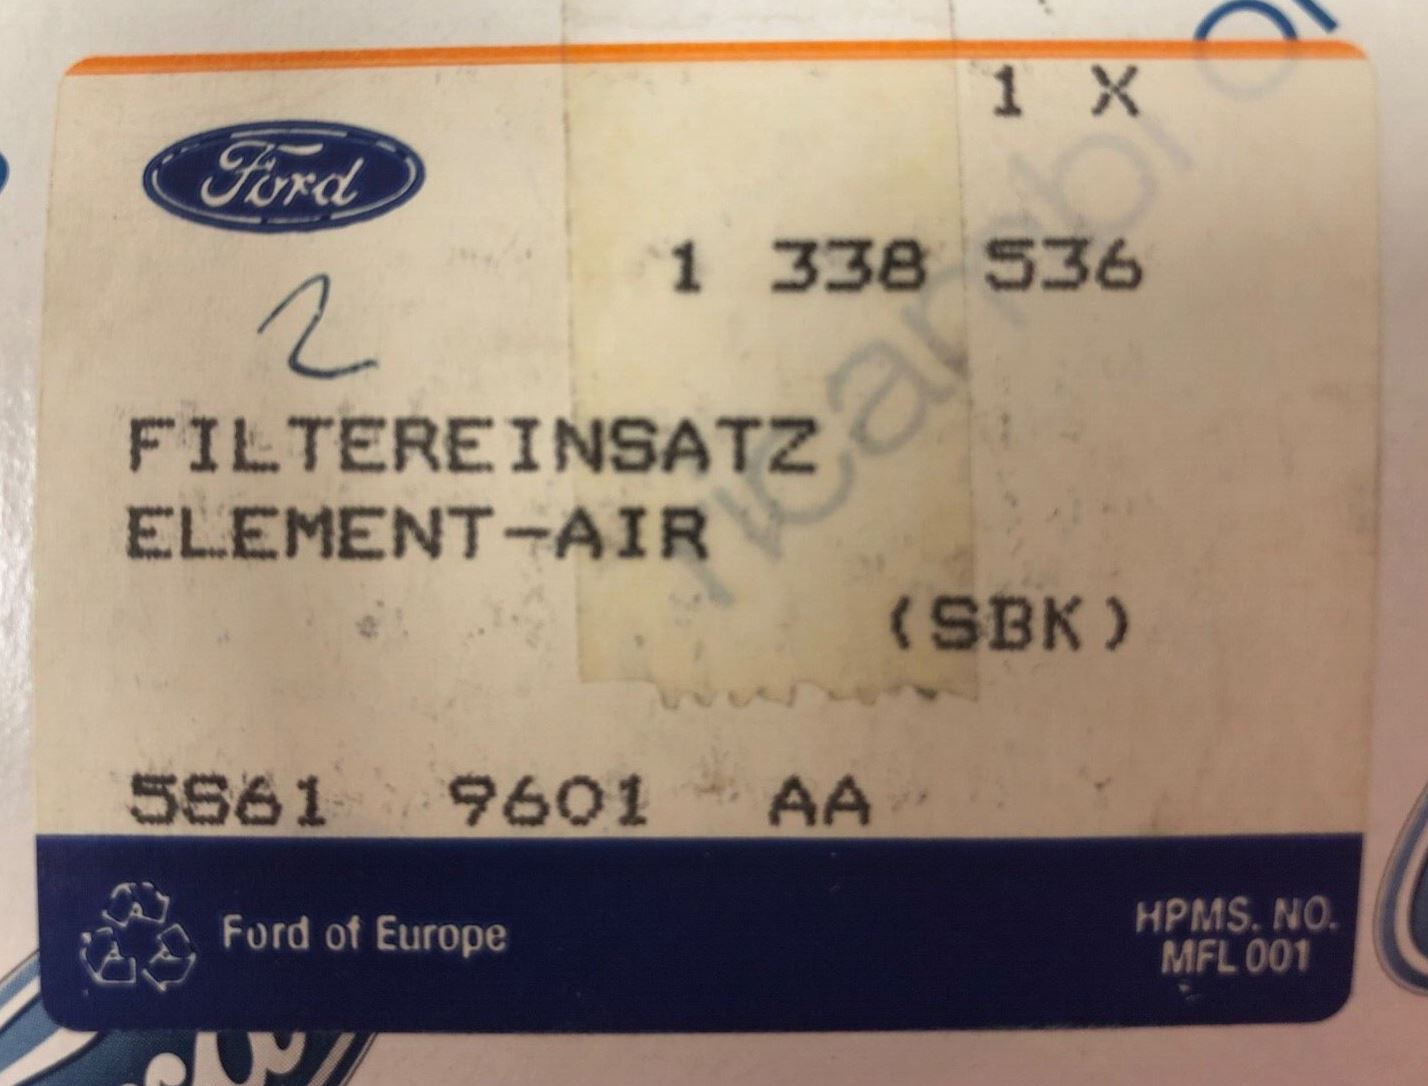 1 X
Ford
1 338 536
2
FILTEREINSATZ
ELEMENT-AIR
(SBK)
5S61 9601 AA
Ford of Europe
HPMS. NO.
MFL 001
ricambi